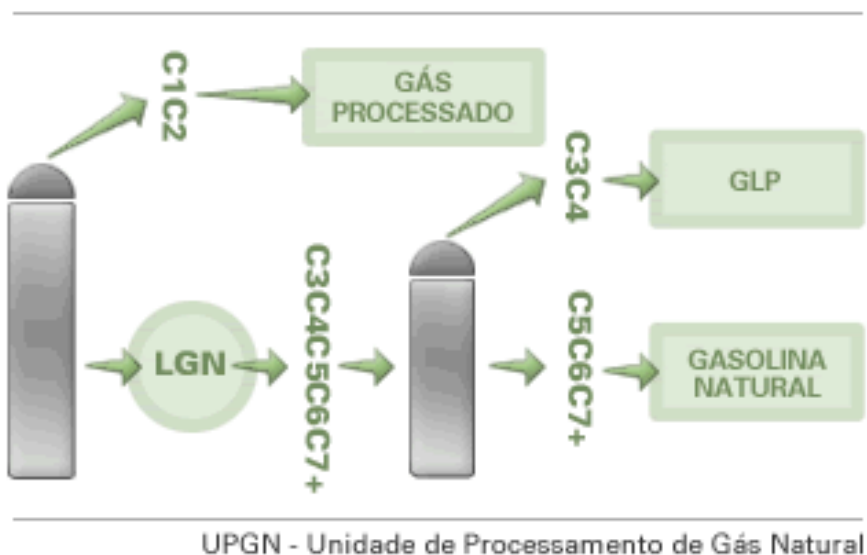 C1C2
GÁS
PROCESSADO
C3C4
GLP
LGN
C3C4C5C6C7+
C5C6C7+
GASOLINA
NATURAL
UPGN - Unidade de Processamento de Gás Natural